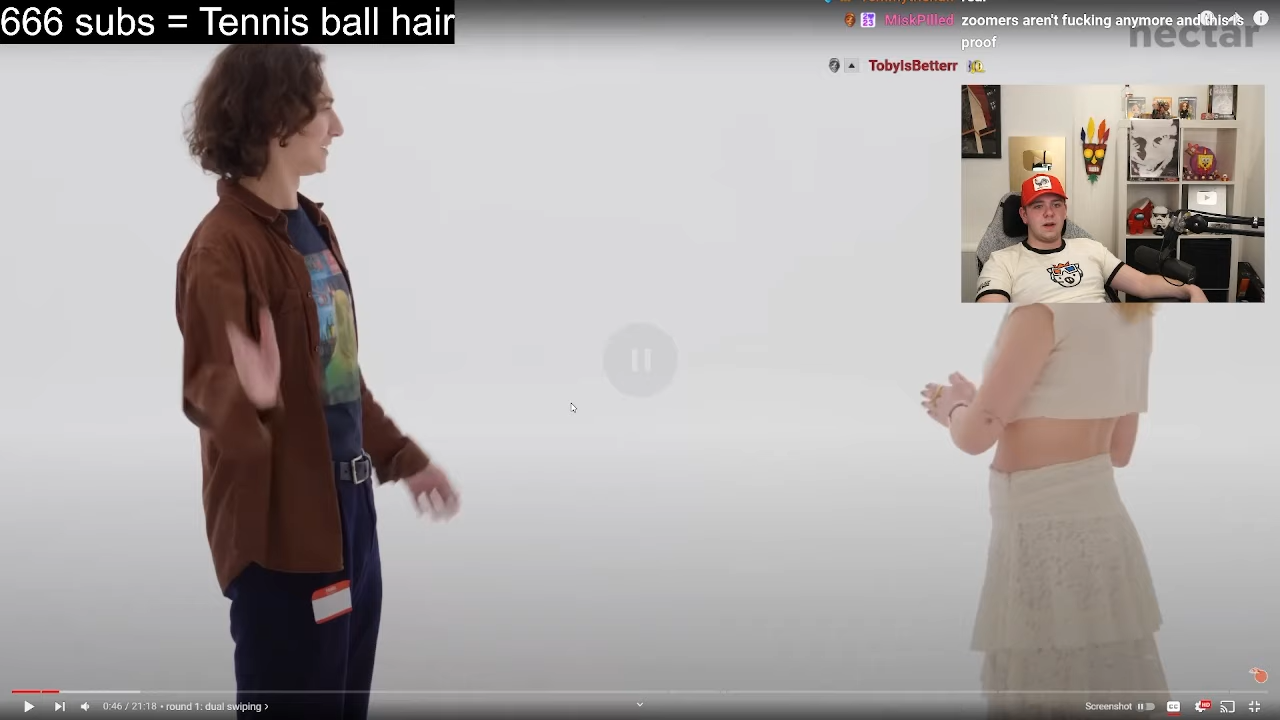 666 subs = Tennis ball hair
MiskPilled zoomers aren't fucking anymore and this is
proof
nectar
TobyIsBetterr
0:46 / 21:18 • round 1: dual swiping
Screenshot
HD